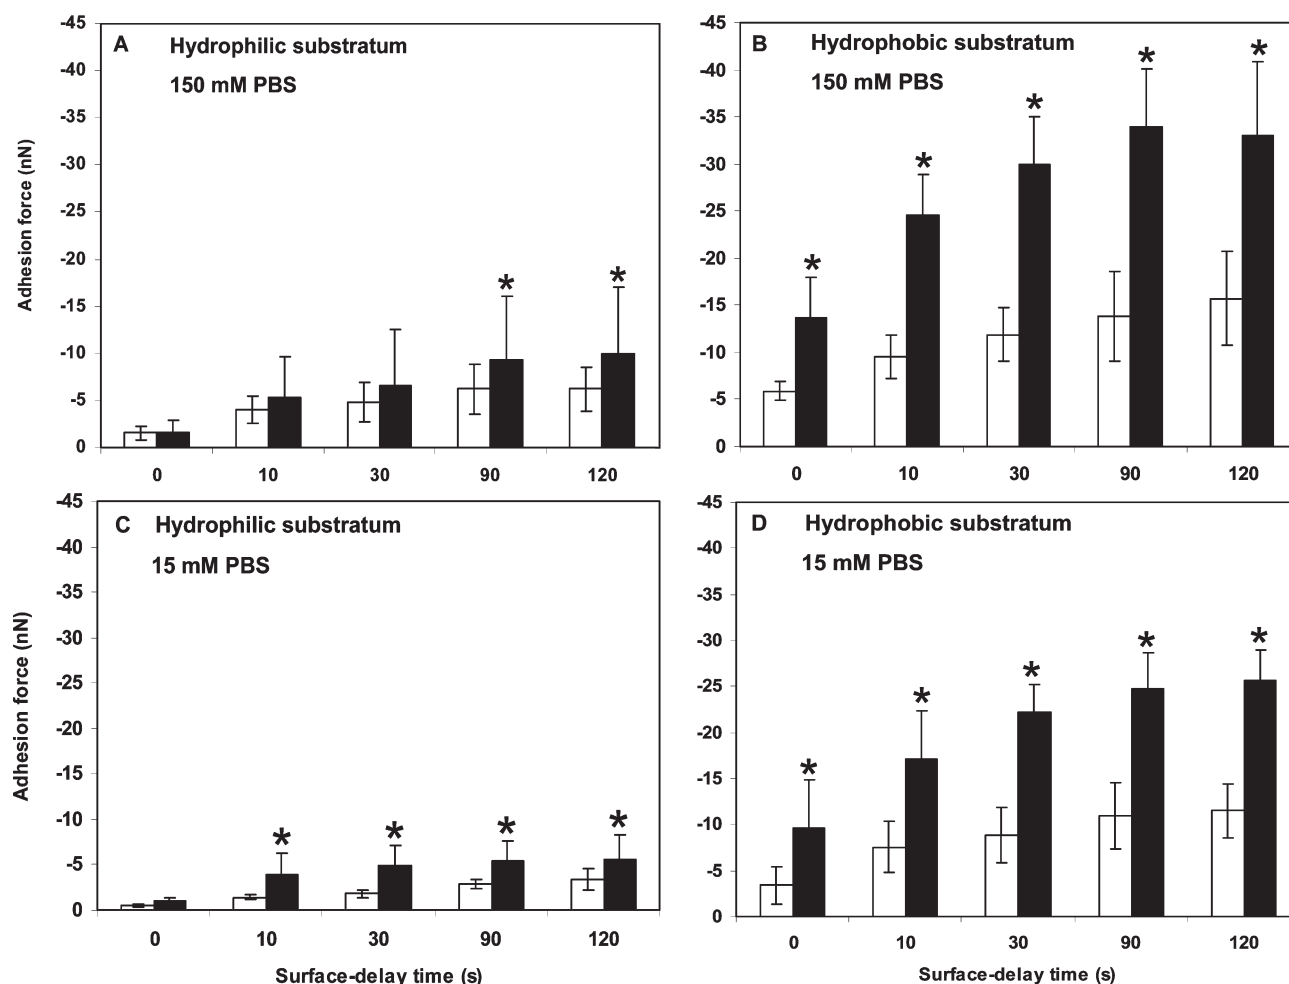 A Hydrophilic substratum
150 mM PBS
Adhesion force (nN)
-45
-40
-35
-30
-25
-20
-15
-10
-5
0
* *
0 10 30 90 120
B Hydrophobic substratum
150 mM PBS
-45
-40
-35
-30
-25
-20
-15
-10
-5
0
* * * * *
0 10 30 90 120
C Hydrophilic substratum
15 mM PBS
Adhesion force (nN)
-45
-40
-35
-30
-25
-20
-15
-10
-5
0
* * * *
0 10 30 90 120
Surface-delay time (s)
D Hydrophobic substratum
15 mM PBS
-45
-40
-35
-30
-25
-20
-15
-10
-5
0
* * * * *
0 10 30 90 120
Surface-delay time (s)